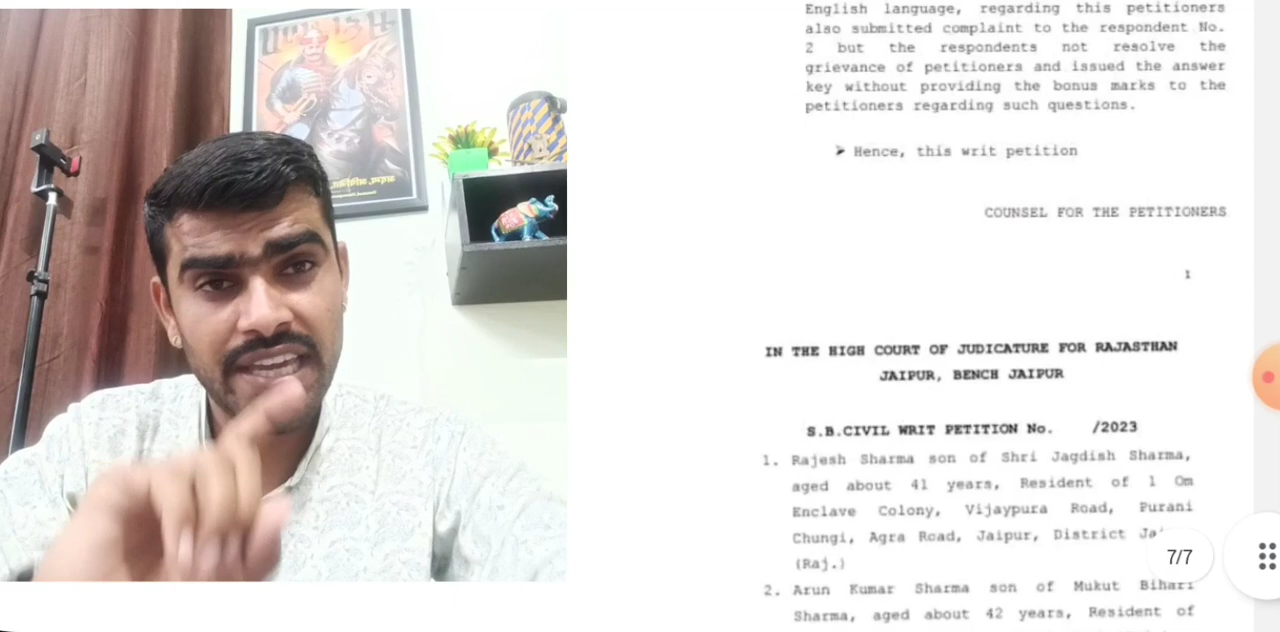 English language, regarding this petitioners
also submitted complaint to the respondent No.
2 but the respondents not resolve the
grievance of petitioners and issued the answer
key without providing the bonus marks to the
petitioners regarding such questions.
➢ Hence, this writ petition
COUNSEL FOR THE PETITIONERS
1
IN THE HIGH COURT OF JUDICATURE FOR RAJASTHAN
JAIPUR, BENCH JAIPUR
S.B.CIVIL WRIT PETITION No. /2023
1. Rajesh Sharma son of Shri Jagdish Sharma,
aged about 41 years, Resident of 1 Om
Enclave Colony, Vijaypura Road, Purani
Chungi, Agra Road, Jaipur, District
(Raj.)
7/7
2. Arun Kumar Sharma son of Mukut Bihari
Sharma, aged about 42 years, Resident of